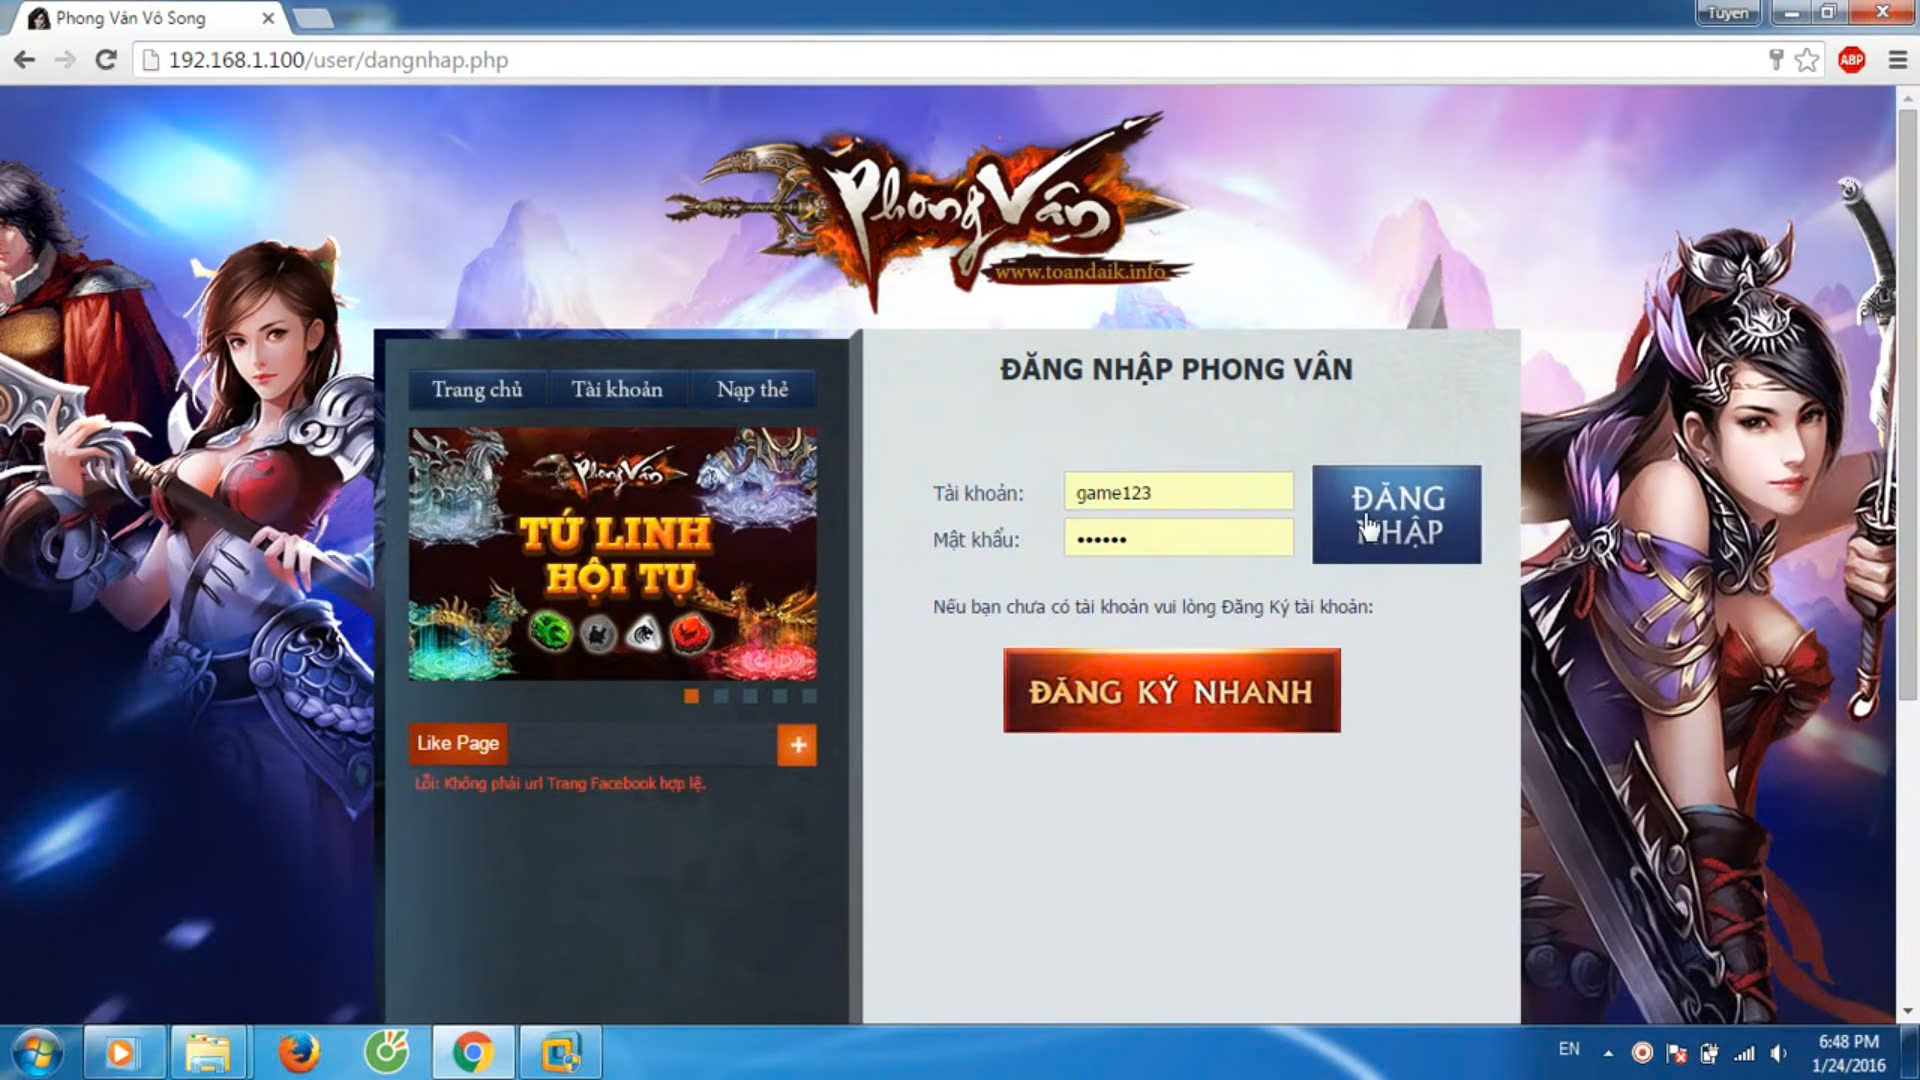 Phong Vân Vô Song
Tuyen
192.168.1.100/user/dangnhap.php
ABP
Phong Vân
www.toandaik.info
Trang chủ
Tài khoản
Nạp thẻ
Phong Vân
TỨ LINH
HỘI TỤ
Like Page
+
Lỗi: Không phải url Trang Facebook hợp lệ.
ĐĂNG NHẬP PHONG VÂN
Tài khoản:
game123
Mật khẩu:
••••••
ĐĂNG
NHẬP
Nếu bạn chưa có tài khoản vui lòng Đăng Ký tài khoản:
ĐĂNG KÝ NHANH
EN
6:48 PM
1/24/2016